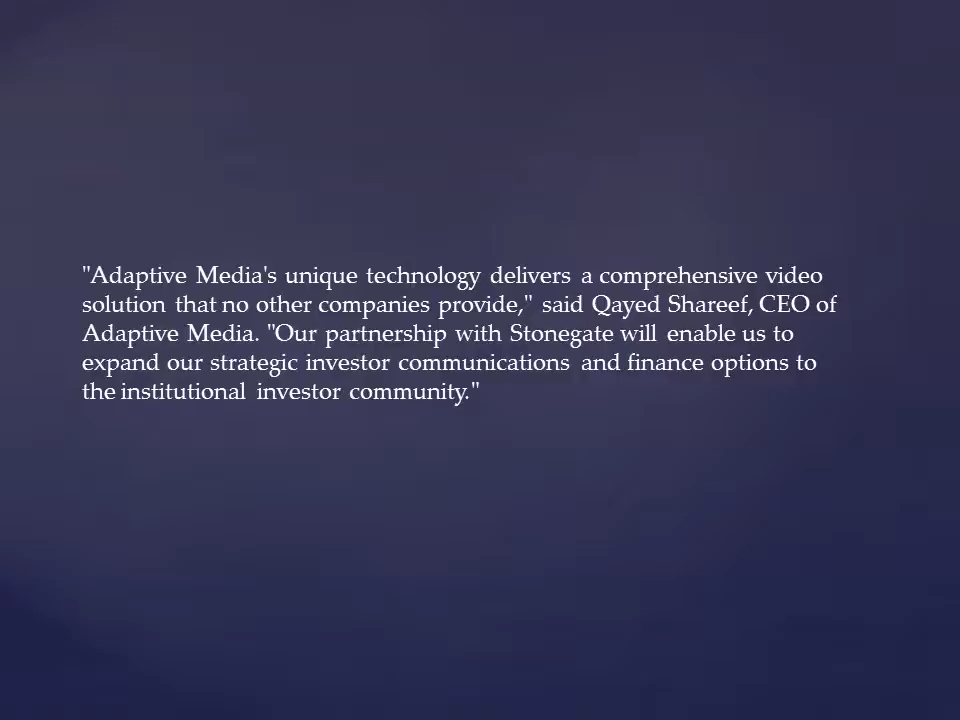 "Adaptive Media's unique technology delivers a comprehensive video
solution that no other companies provide," said Qayed Shareef, CEO of
Adaptive Media. "Our partnership with Stonegate will enable us to
expand our strategic investor communications and finance options to
the institutional investor community."